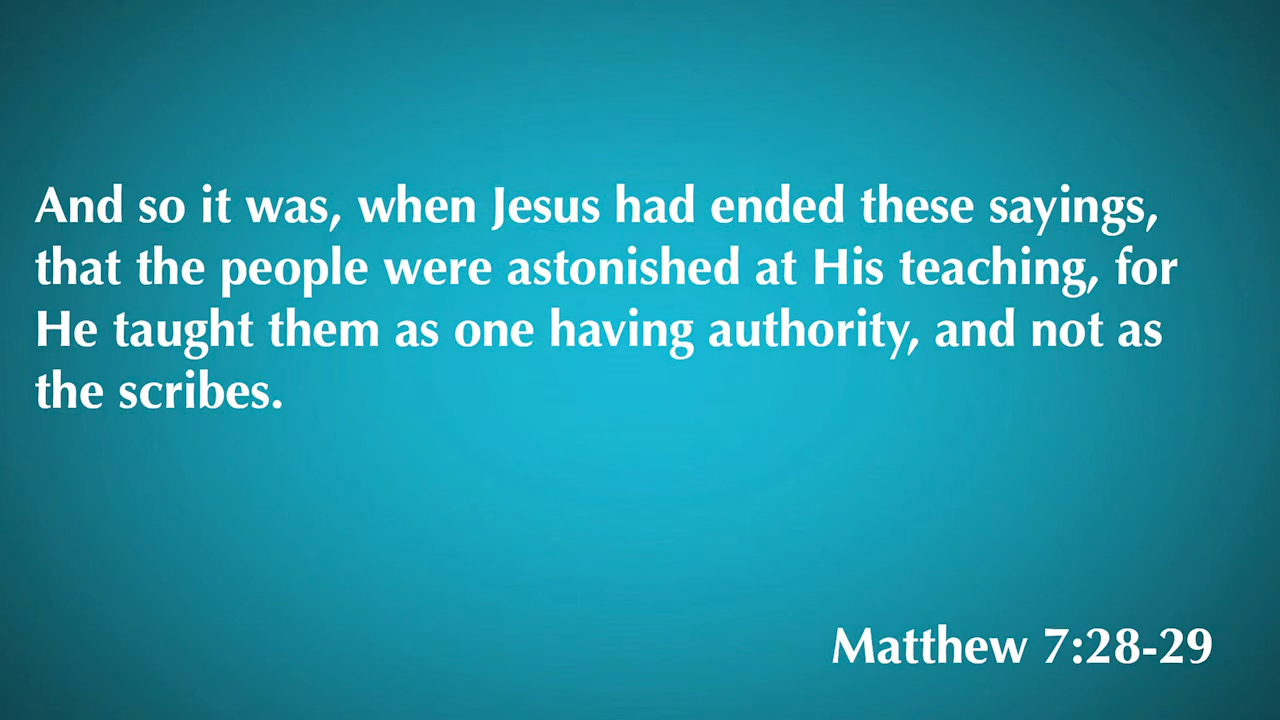 And so it was, when Jesus had ended these sayings,
that the people were astonished at His teaching, for
He taught them as one having authority, and not as
the scribes.
Matthew 7:28-29